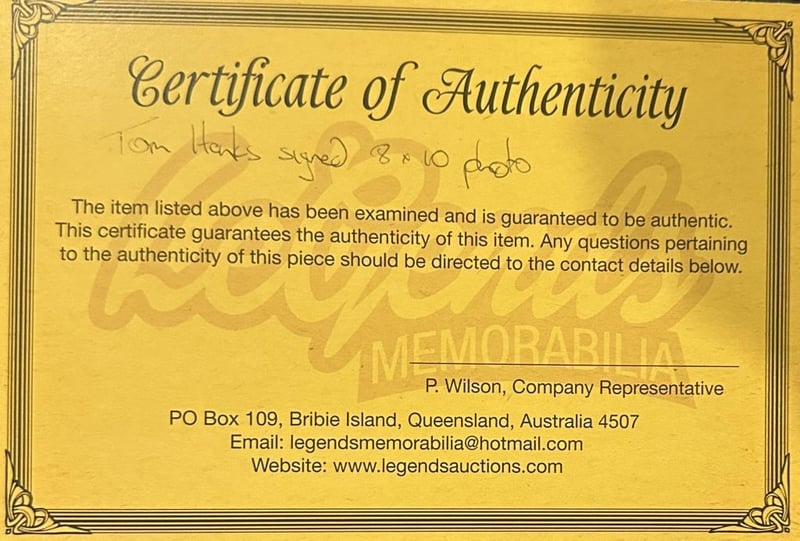 Certificate of Authenticity
Tom Hanks signed 8 x 10 photo
The item listed above has been examined and is guaranteed to be authentic.
This certificate guarantees the authenticity of this item. Any questions pertaining
to the authenticity of this piece should be directed to the contact details below.
Legends
MEMORABILIA
P. Wilson, Company Representative
PO Box 109, Bribie Island, Queensland, Australia 4507
Email: legendsmemorabilia@hotmail.com
Website: www.legendsauctions.com